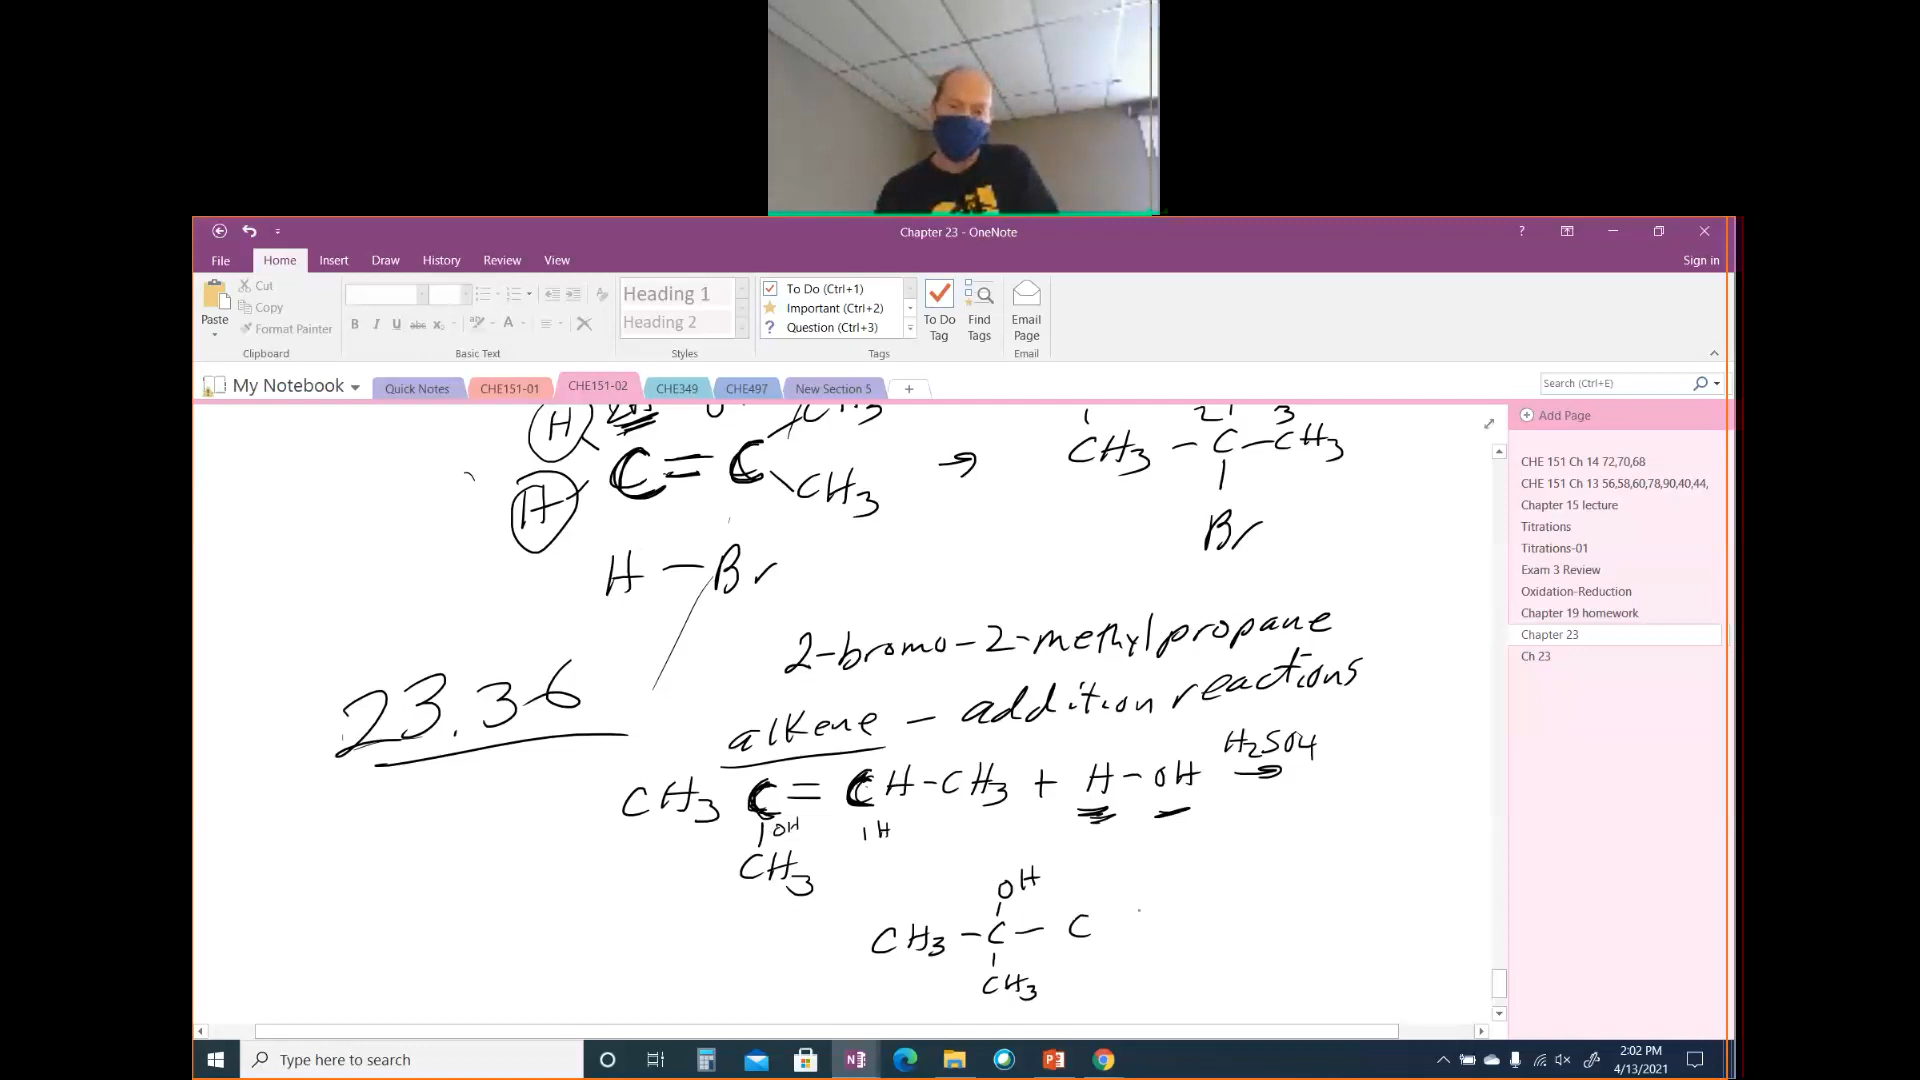 Chapter 23 - OneNote
?
File Home Insert Draw History Review View
Sign in
Paste
Cut
Copy
Format Painter
Clipboard
B I U abc x₂ A
Basic Text
Heading 1
Heading 2
Styles
To Do (Ctrl+1)
Important (Ctrl+2)
Question (Ctrl+3)
Tags
To Do Tag
Find Tags
Email Page
Email
My Notebook
Quick Notes CHE151-01 CHE151-02 CHE349 CHE497 New Section 5 +
Search (Ctrl+E)
Add Page
CHE 151 Ch 14 72,70,68
CHE 151 Ch 13 56,58,60,78,90,40,44,
Chapter 15 lecture
Titrations
Titrations-01
Exam 3 Review
Oxidation-Reduction
Chapter 19 homework
Chapter 23
Ch 23
H CH3
C = C
H CH3
→
1 2 3
CH3 - C - CH3
Br
H - Br
2-bromo-2-methylpropane
23.36
alkene - addition reactions
CH3 C = CH-CH3 + H-OH H2SO4 →
OH H
CH3
OH
CH3 - C - C
CH3
Type here to search
2:02 PM
4/13/2021